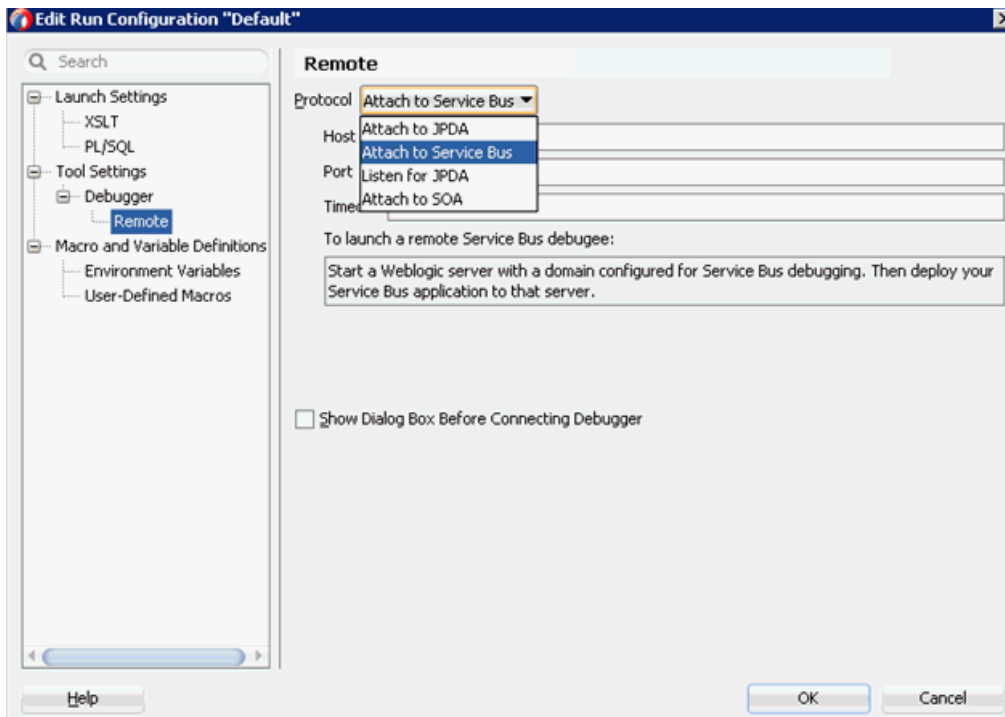 Edit Run Configuration "Default"
Search
Launch Settings
XSLT
PL/SQL
Tool Settings
Debugger
Remote
Macro and Variable Definitions
Environment Variables
User-Defined Macros
Remote
Protocol Attach to Service Bus
Host
Port
Attach to JPDA
Attach to Service Bus
Listen for JPDA
Attach to SOA
To launch a remote Service Bus debugee:
Start a Weblogic server with a domain configured for Service Bus debugging. Then deploy your
Service Bus application to that server.
Show Dialog Box Before Connecting Debugger
Help
OK
Cancel